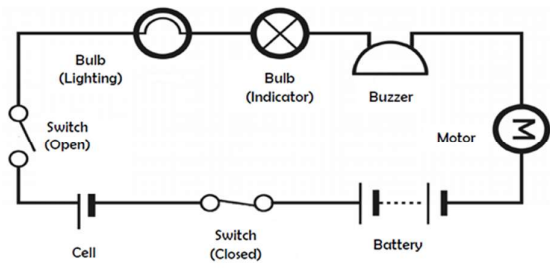 Bulb
(Lighting)
Bulb
(Indicator)
Buzzer
Switch
(Open)
Motor
M
Cell
Switch
(Closed)
Battery